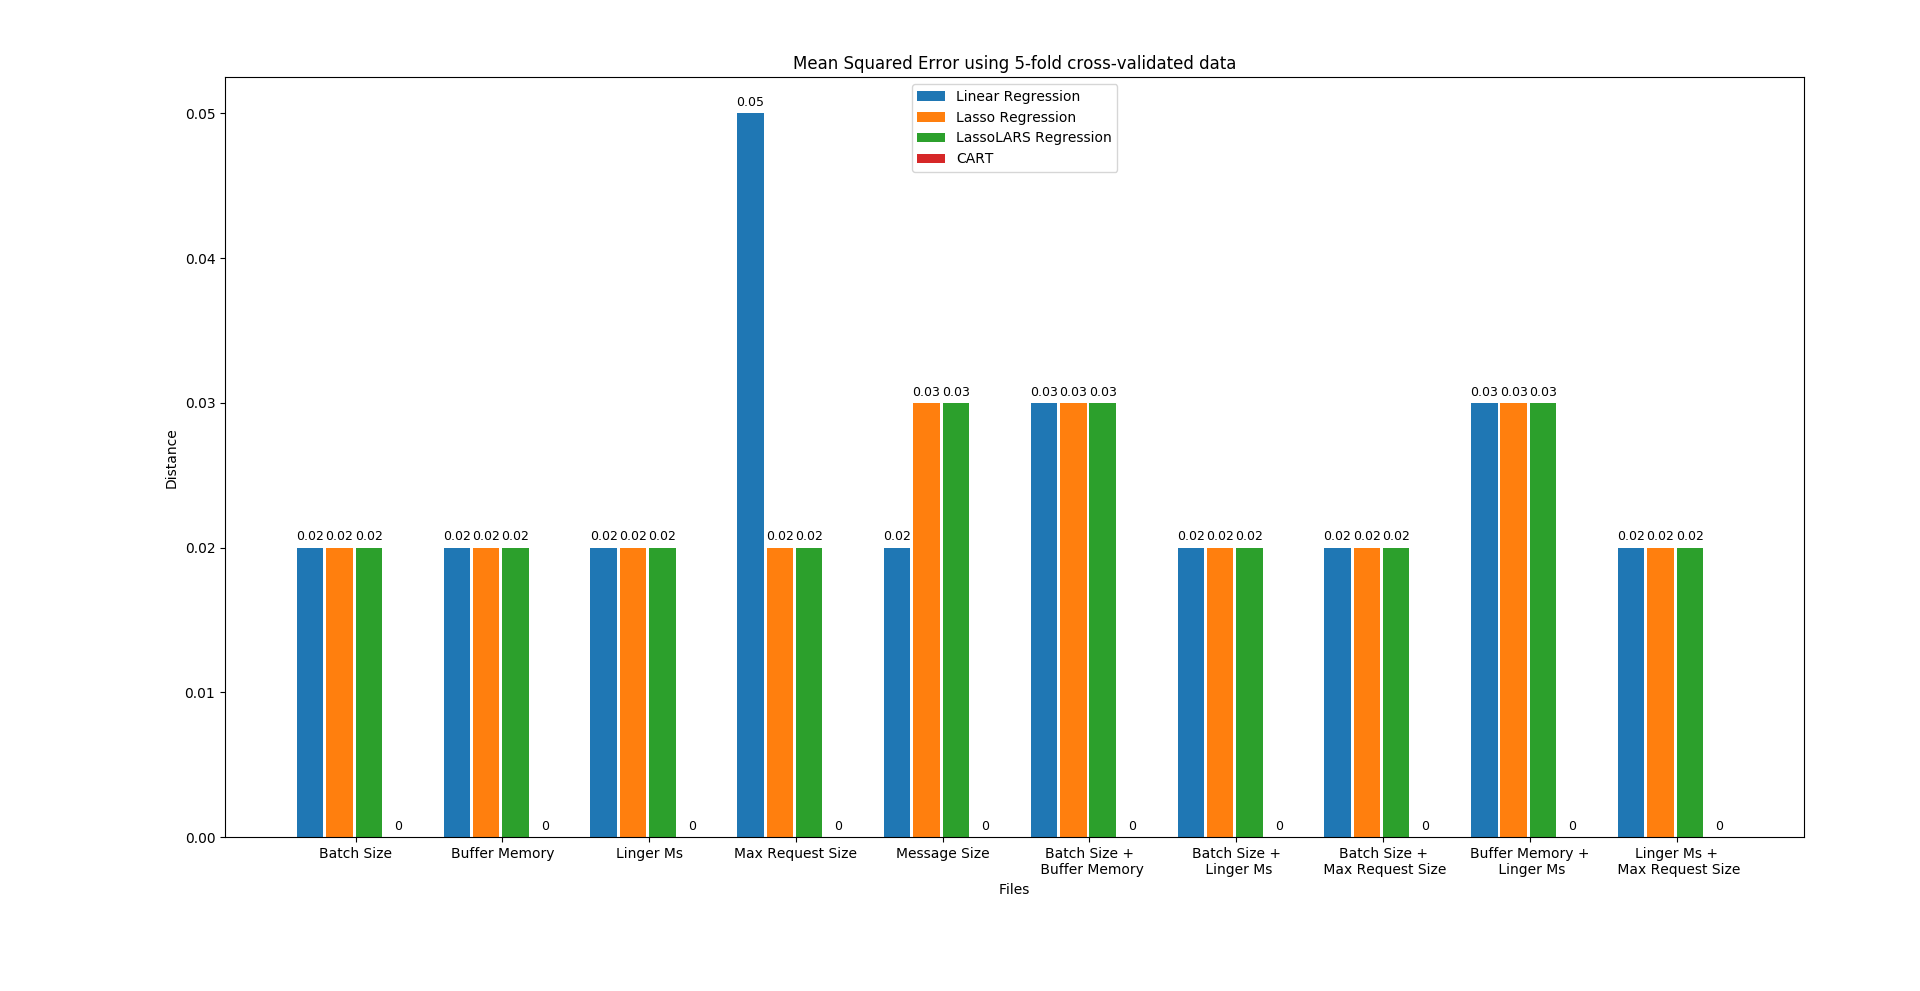 Mean Squared Error using 5-fold cross-validated data
Linear Regression
Lasso Regression
LassoLARS Regression
CART
0.05
0.04
0.03
0.02
0.01
0.00
Distance
0.02 0.02 0.02 0
0.02 0.02 0.02 0
0.02 0.02 0.02 0
0.05 0.02 0.02 0
0.02 0.03 0.03 0
0.03 0.03 0.03 0
0.02 0.02 0.02 0
0.02 0.02 0.02 0
0.03 0.03 0.03 0
0.02 0.02 0.02 0
Batch Size
Buffer Memory
Linger Ms
Max Request Size
Message Size
Batch Size +
Buffer Memory
Batch Size +
Linger Ms
Batch Size +
Max Request Size
Buffer Memory +
Linger Ms
Linger Ms +
Max Request Size
Files